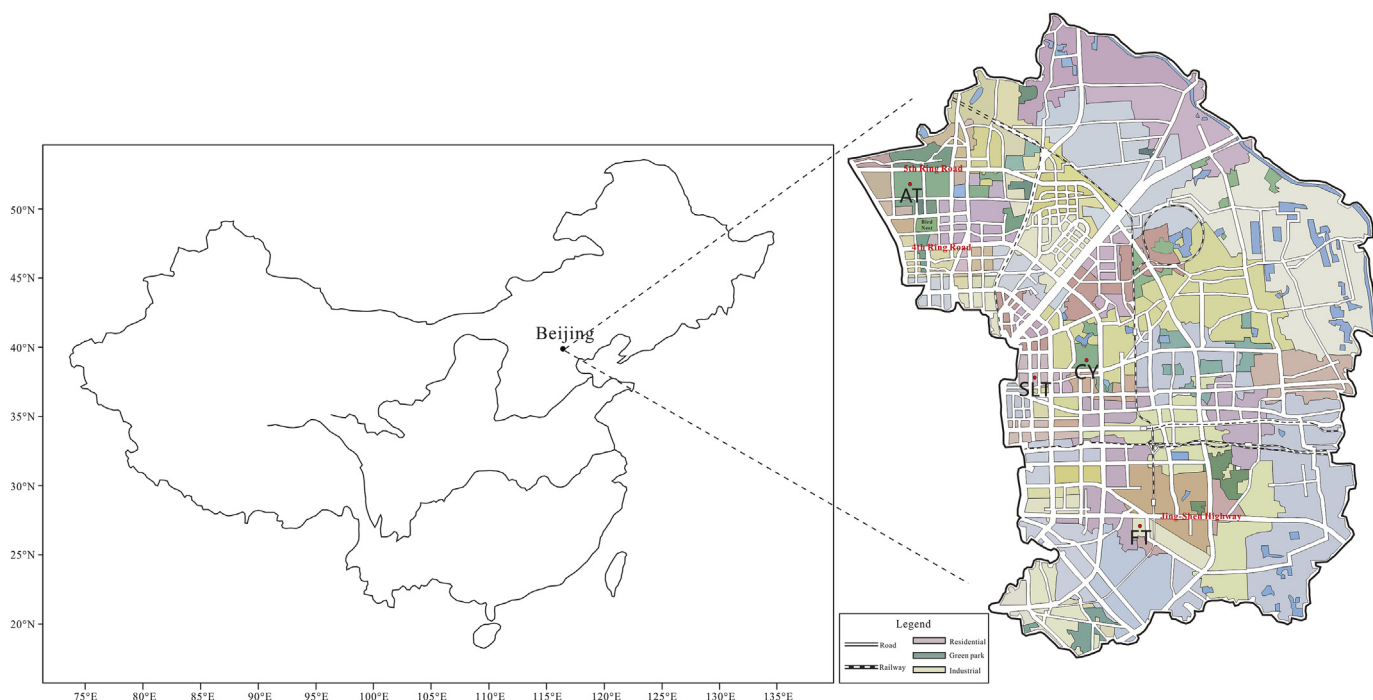 50°N
45°N
40°N
35°N
30°N
25°N
20°N
75°E
80°E
85°E
90°E
95°E
100°E
105°E
110°E
115°E
120°E
125°E
130°E
135°E
Beijing
5th Ring Road
AT
Bird
Nest
4th Ring Road
CY
SLT
Jing-Shen Highway
FT
Legend
Road
Railway
Residential
Green park
Industrial